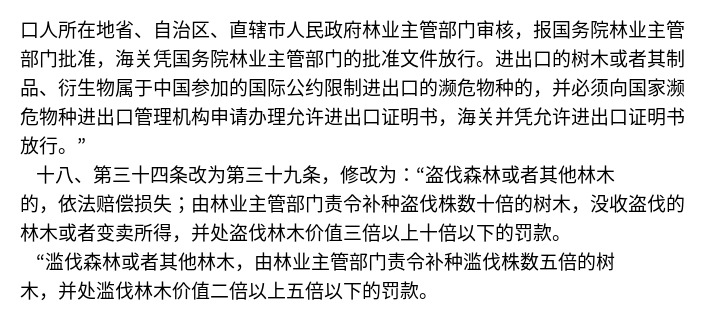 口人所在地省、自治区、直辖市人民政府林业主管部门审核，报国务院林业主管
部门批准，海关凭国务院林业主管部门的批准文件放行。进出口的树木或者其制
品、衍生物属于中国参加的国际公约限制进出口的濒危物种的，并必须向国家濒
危物种进出口管理机构申请办理允许进出口证明书，海关并凭允许进出口证明书
放行。”
十八、第三十四条改为第三十九条，修改为：“盗伐森林或者其他林木
的，依法赔偿损失；由林业主管部门责令补种盗伐株数十倍的树木，没收盗伐的
林木或者变卖所得，并处盗伐林木价值三倍以上十倍以下的罚款。
“滥伐森林或者其他林木，由林业主管部门责令补种滥伐株数五倍的树
木，并处滥伐林木价值二倍以上五倍以下的罚款。